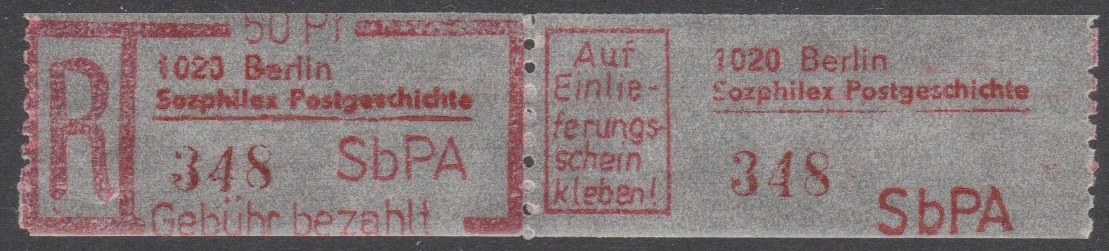 50 Pf
R
1020 Berlin
Sozphilex Postgeschichte
348 SbPA
Gebühr bezahlt
Auf
Einlie-
ferungs-
schein
kleben!
1020 Berlin
Sozphilex Postgeschichte
348
SbPA